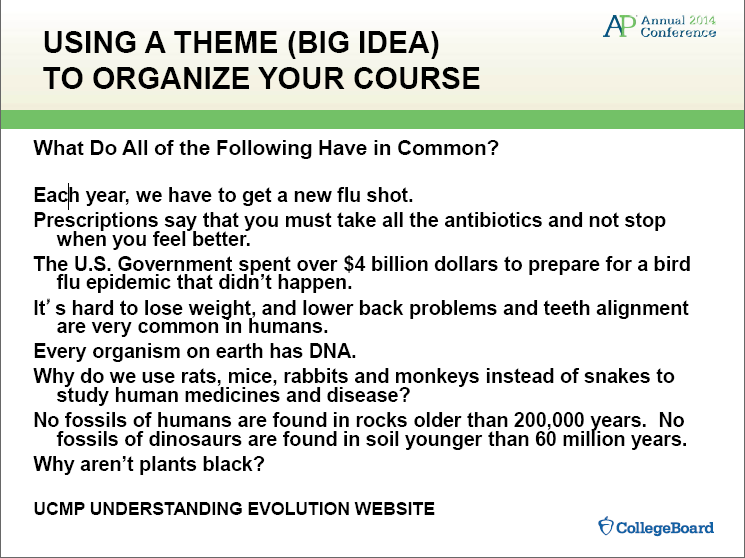 USING A THEME (BIG IDEA)
TO ORGANIZE YOUR COURSE
AP® Annual 2014
Conference
What Do All of the Following Have in Common?
Each year, we have to get a new flu shot.
Prescriptions say that you must take all the antibiotics and not stop
when you feel better.
The U.S. Government spent over $4 billion dollars to prepare for a bird
flu epidemic that didn’t happen.
It’s hard to lose weight, and lower back problems and teeth alignment
are very common in humans.
Every organism on earth has DNA.
Why do we use rats, mice, rabbits and monkeys instead of snakes to
study human medicines and disease?
No fossils of humans are found in rocks older than 200,000 years. No
fossils of dinosaurs are found in soil younger than 60 million years.
Why aren’t plants black?
UCMP UNDERSTANDING EVOLUTION WEBSITE
CollegeBoard